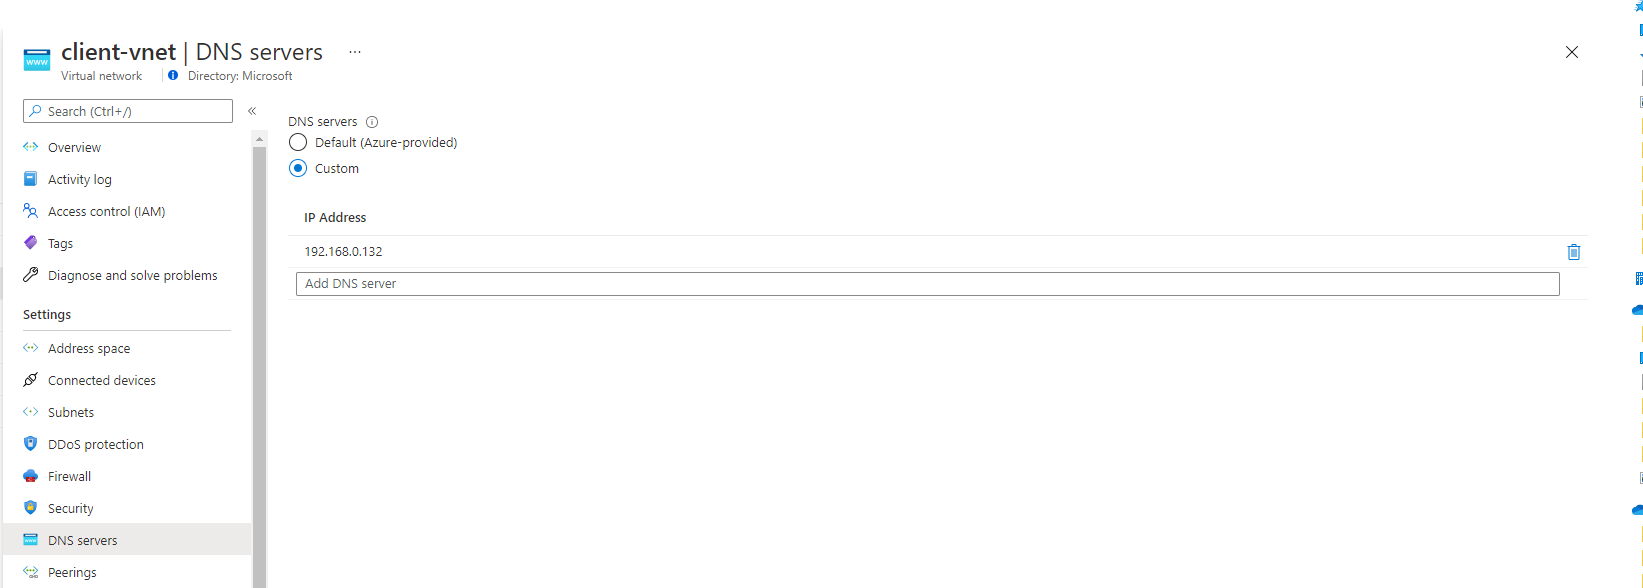 client-vnet | DNS servers ...
Virtual network
Directory: Microsoft
Search (Ctrl+/)
«
Overview
Activity log
Access control (IAM)
Tags
Diagnose and solve problems
Settings
Address space
Connected devices
Subnets
DDoS protection
Firewall
Security
DNS servers
Peerings
DNS servers
Default (Azure-provided)
Custom
IP Address
192.168.0.132
Add DNS server